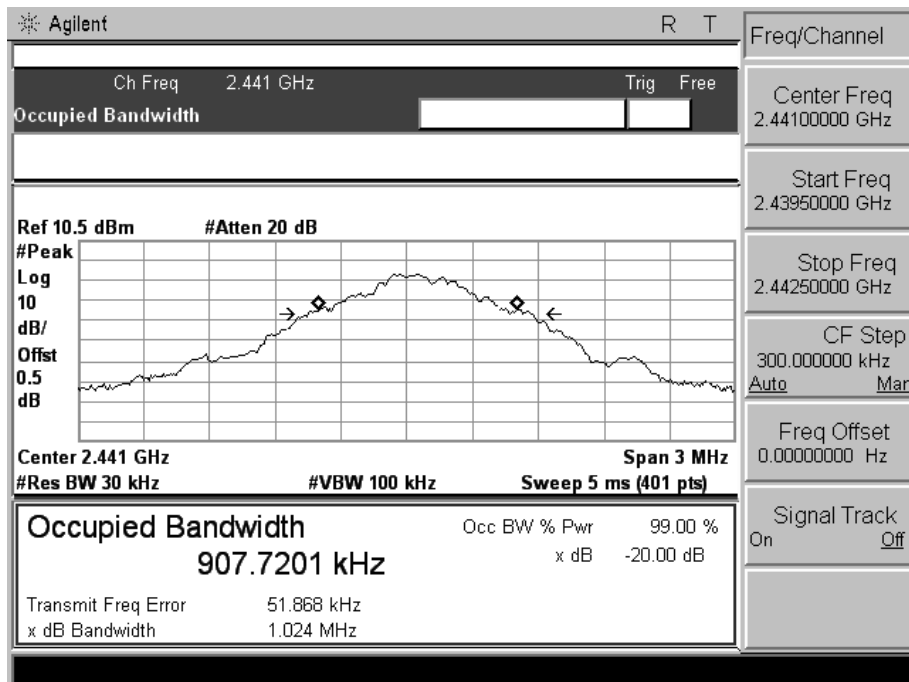 Agilent R T
Ch Freq 2.441 GHz Trig Free
Occupied Bandwidth
Ref 10.5 dBm #Atten 20 dB
#Peak
Log
10
dB/
Offst
0.5
dB
Center 2.441 GHz Span 3 MHz
#Res BW 30 kHz #VBW 100 kHz Sweep 5 ms (401 pts)
Occupied Bandwidth
907.7201 kHz
Occ BW % Pwr 99.00 %
x dB -20.00 dB
Transmit Freq Error 51.868 kHz
x dB Bandwidth 1.024 MHz
Freq/Channel
Center Freq
2.44100000 GHz
Start Freq
2.43950000 GHz
Stop Freq
2.44250000 GHz
CF Step
300.000000 kHz
Auto Man
Freq Offset
0.00000000 Hz
Signal Track
On Off